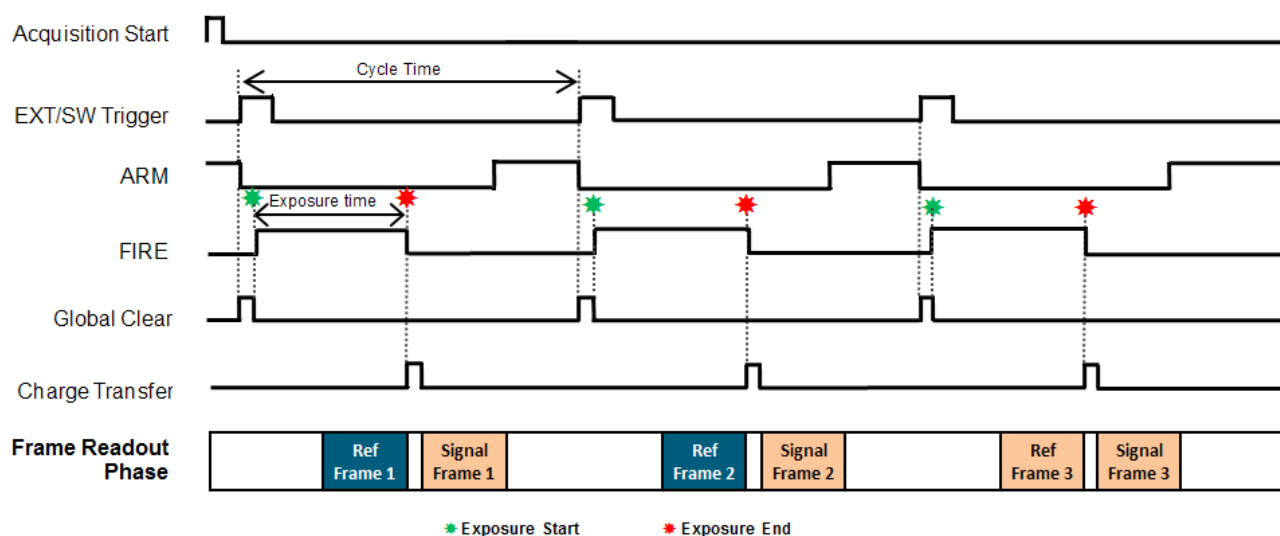 Acquisition Start
Cycle Time
EXT/SW Trigger
ARM
Exposure time
FIRE
Global Clear
Charge Transfer
Frame Readout
Phase
Ref
Frame 1
Signal
Frame 1
Ref
Frame 2
Signal
Frame 2
Ref
Frame 3
Signal
Frame 3
Exposure Start
Exposure End